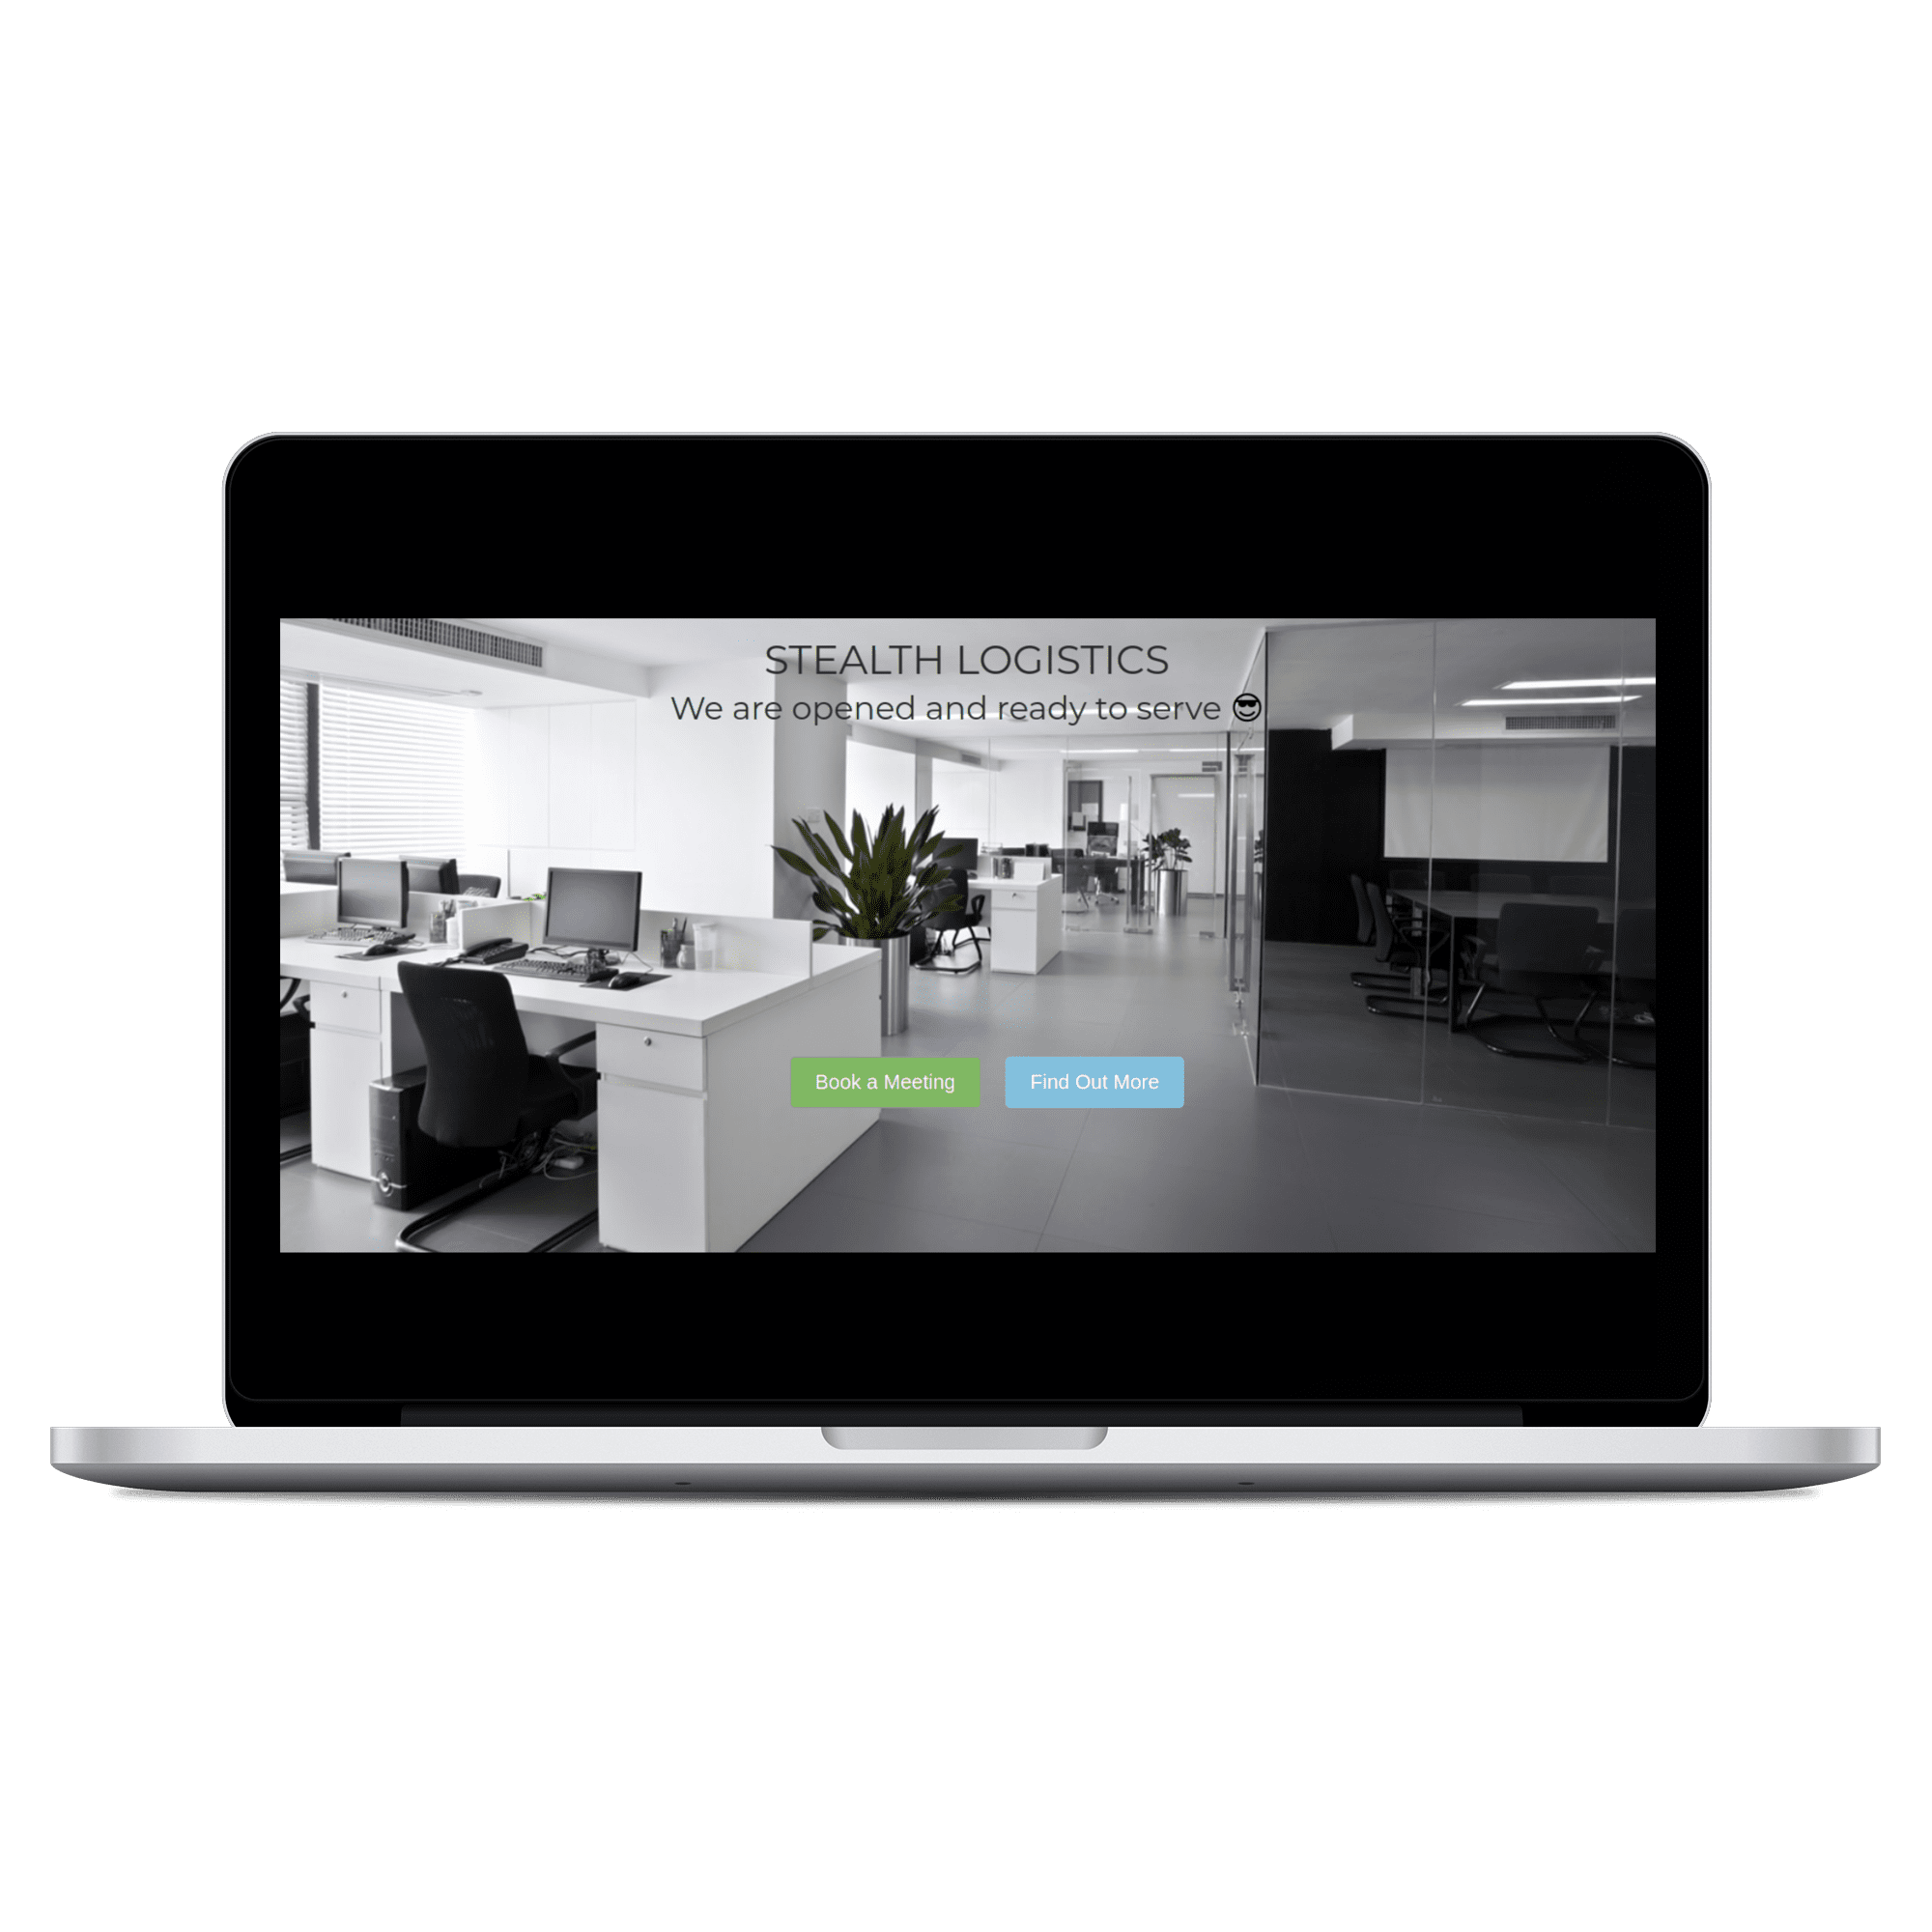 STEALTH LOGISTICS
We are opened and ready to serve 😎
Book a Meeting
Find Out More